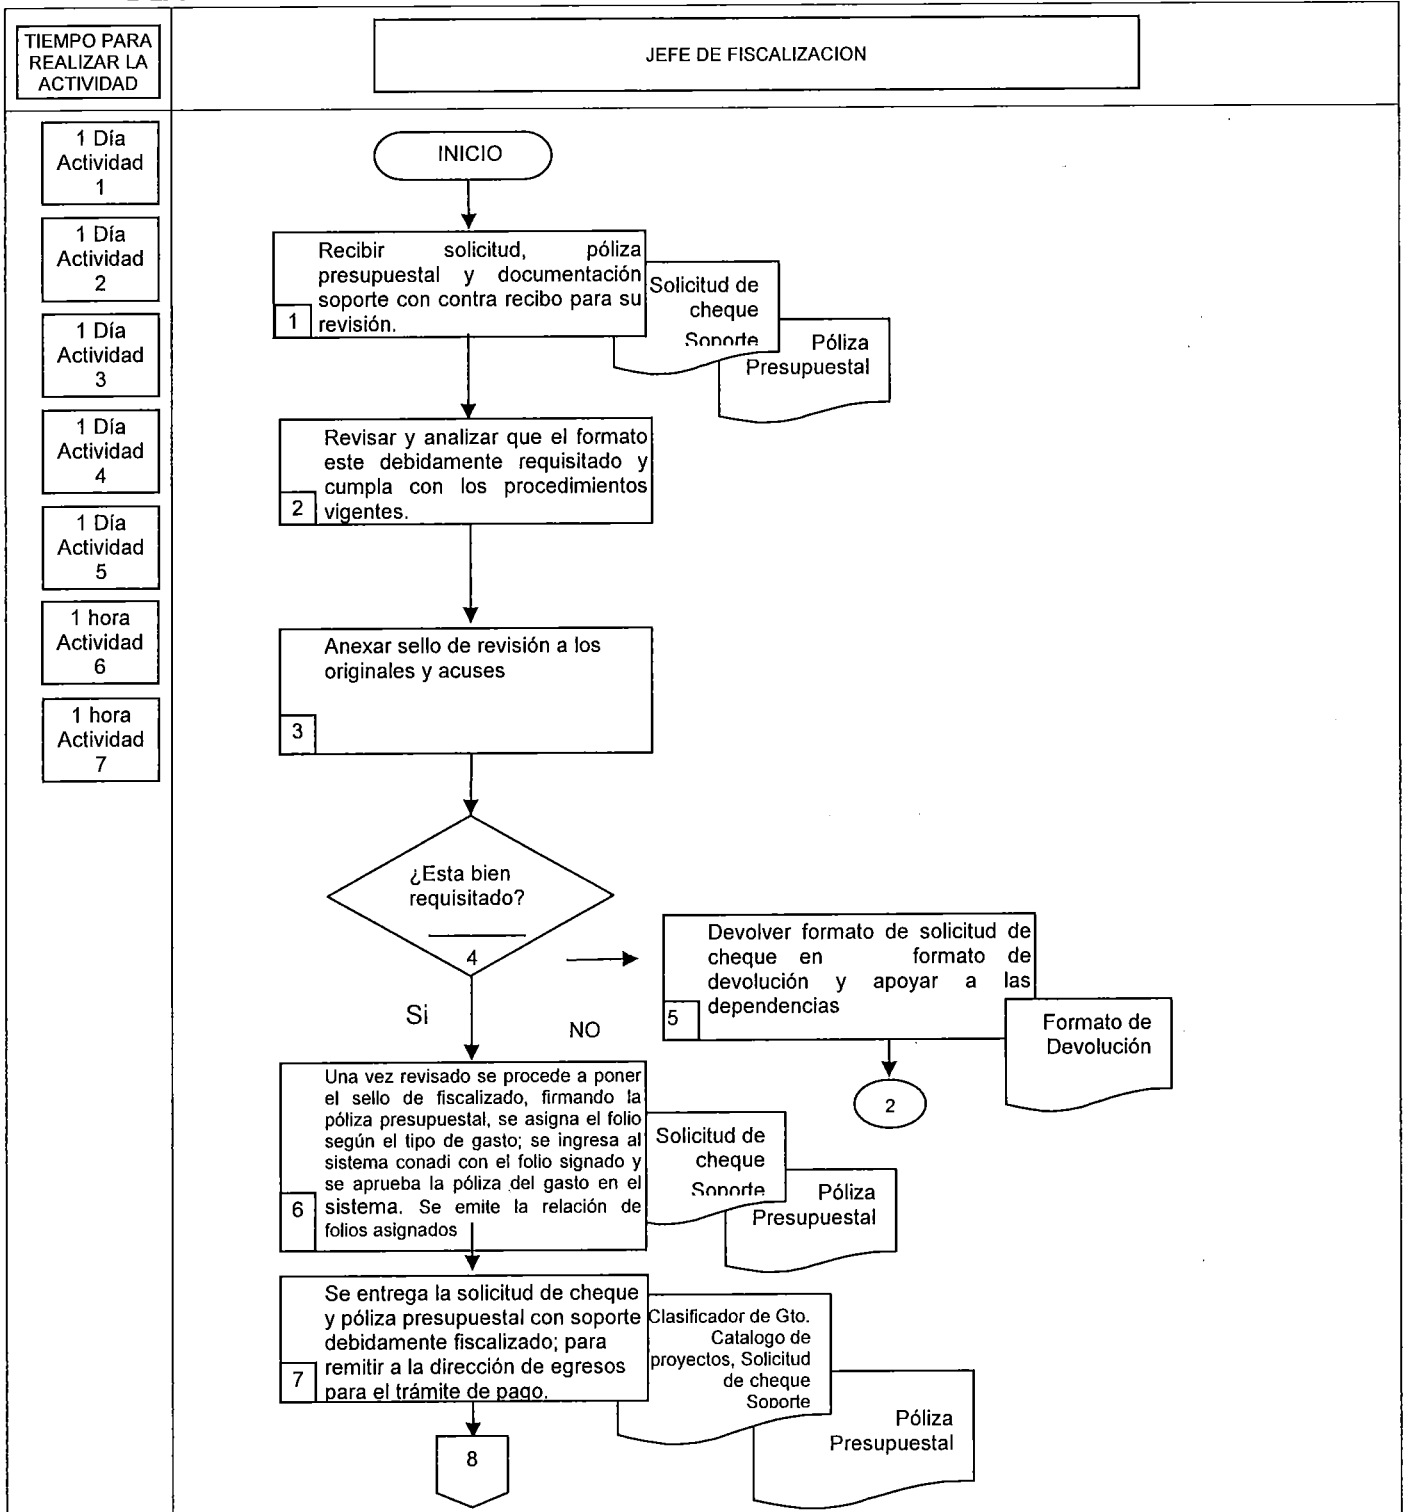 TIEMPO PARA
REALIZAR LA
ACTIVIDAD
JEFE DE FISCALIZACION
1 Día
Actividad
1
1 Día
Actividad
2
1 Día
Actividad
3
1 Día
Actividad
4
1 Día
Actividad
5
1 hora
Actividad
6
1 hora
Actividad
7
INICIO
Recibir solicitud, póliza
presupuestal y documentación
soporte con contra recibo para su
revisión.
1
Solicitud de
cheque
Soporte
Póliza
Presupuestal
Revisar y analizar que el formato
este debidamente requisitado y
cumpla con los procedimientos
vigentes.
2
Anexar sello de revisión a los
originales y acuses
3
¿Esta bien
requisitado?
4
Si
NO
Devolver formato de solicitud de
cheque en formato de
devolución y apoyar a las
dependencias
5
Formato de
Devolución
2
Una vez revisado se procede a poner
el sello de fiscalizado, firmando la
póliza presupuestal, se asigna el folio
según el tipo de gasto; se ingresa al
sistema conadi con el folio signado y
se aprueba la póliza del gasto en el
sistema. Se emite la relación de
folios asignados
6
Solicitud de
cheque
Soporte
Póliza
Presupuestal
Se entrega la solicitud de cheque
y póliza presupuestal con soporte
debidamente fiscalizado; para
remitir a la dirección de egresos
para el trámite de pago.
7
Clasificador de Gto.
Catalogo de
proyectos, Solicitud
de cheque
Soporte
Póliza
Presupuestal
8